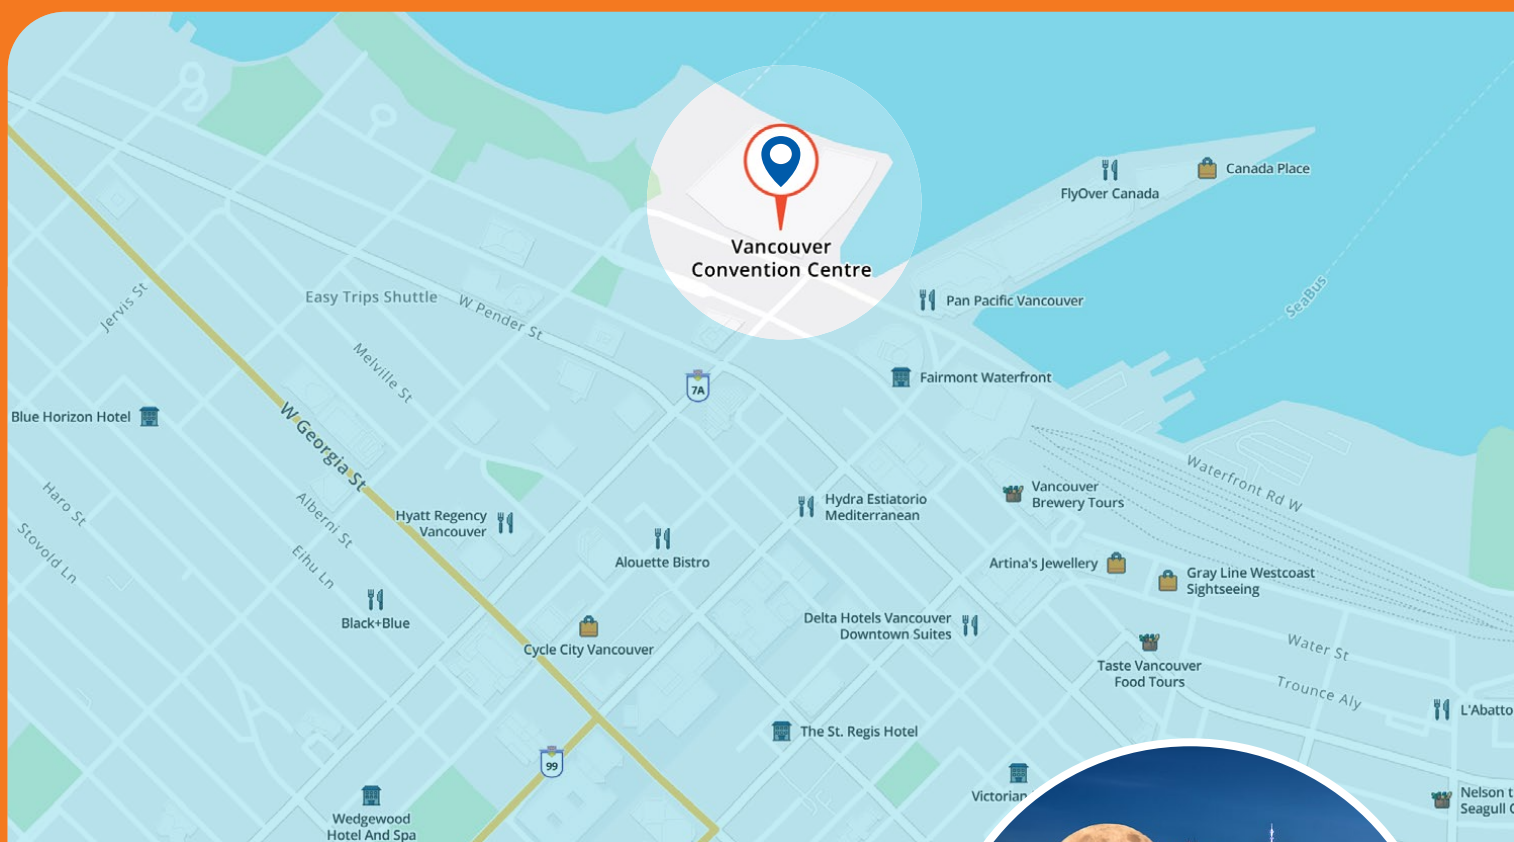 Canada Place
FlyOver Canada
Vancouver
Convention Centre
Pan Pacific Vancouver
SeaBus
Jervis St
Easy Trips Shuttle
W Pender St
Melville St
7A
Fairmont Waterfront
Blue Horizon Hotel
W Georgia St
Waterfront Rd W
Haro St
Stovold Ln
Alberni St
Eihu Ln
Hyatt Regency
Vancouver
Hydra Estiatorio
Mediterranean
Vancouver
Brewery Tours
Alouette Bistro
Artina's Jewellery
Gray Line Westcoast
Sightseeing
Black+Blue
Cycle City Vancouver
Delta Hotels Vancouver
Downtown Suites
Water St
Taste Vancouver
Food Tours
Trounce Aly
L'Abatto
The St. Regis Hotel
99
Victorian
Nelson t
Seagull
Wedgewood
Hotel And Spa